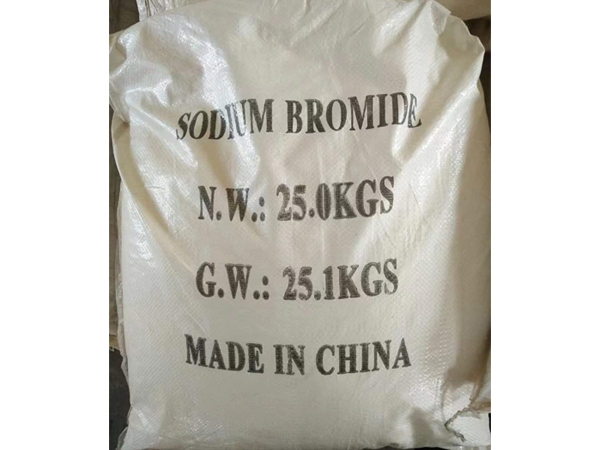 SODIUM BROMIDE
N.W.: 25.0KGS
G.W.: 25.1KGS
MADE IN CHINA